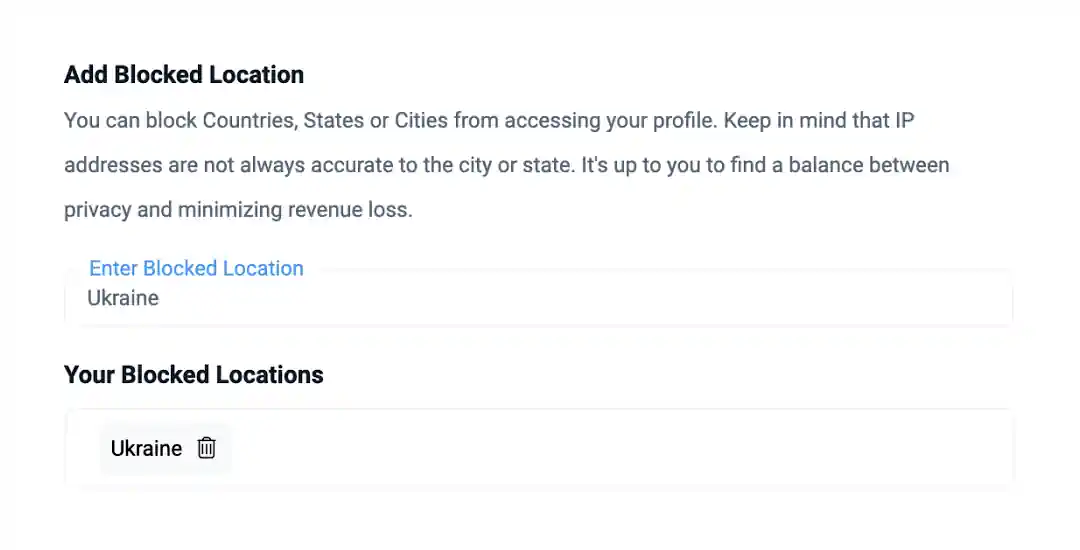 Add Blocked Location
You can block Countries, States or Cities from accessing your profile. Keep in mind that IP
addresses are not always accurate to the city or state. It's up to you to find a balance between
privacy and minimizing revenue loss.
Enter Blocked Location
Ukraine
Your Blocked Locations
Ukraine